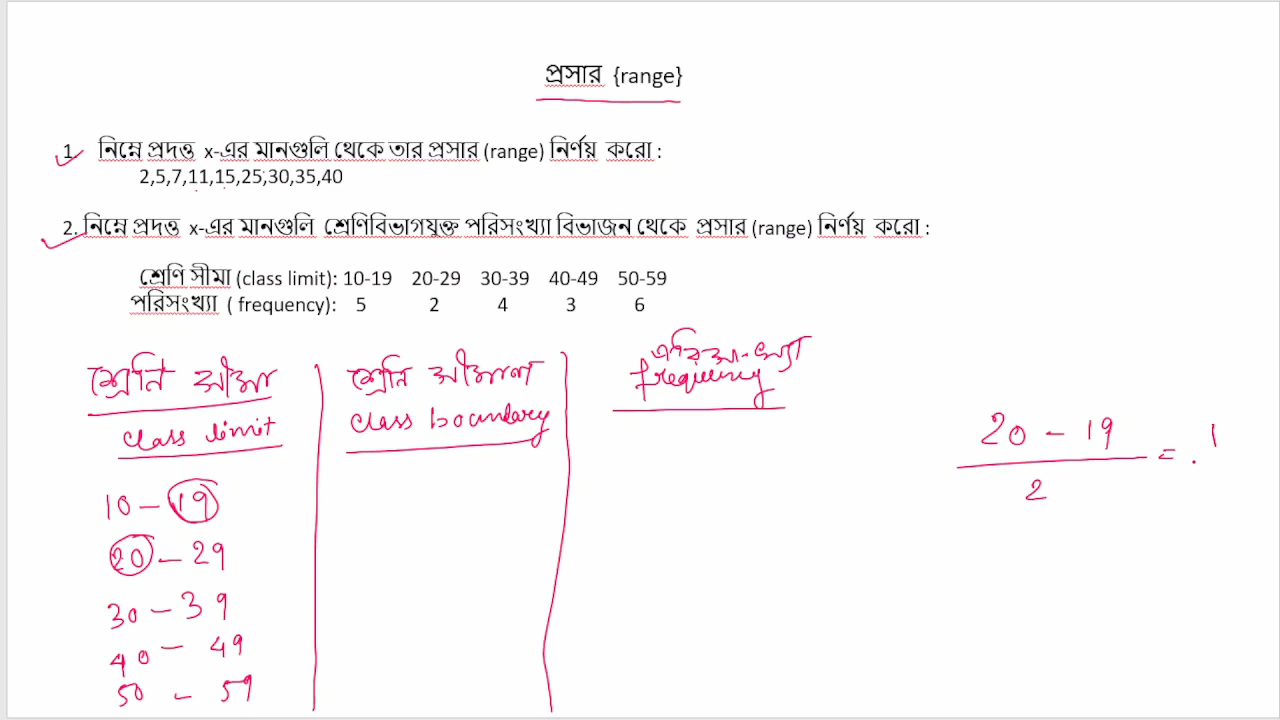 প্রসার {range}
1 নিম্নে প্রদত্ত x-এর মানগুলি থেকে তার প্রসার (range) নির্ণয় করো :
2,5,7,11,15,25,30,35,40
2. নিম্নে প্রদত্ত x-এর মানগুলি শ্রেণিবিভাগযুক্ত পরিসংখ্যা বিভাজন থেকে প্রসার (range) নির্ণয় করো :
শ্রেণি সীমা (class limit): 10-19 20-29 30-39 40-49 50-59
পরিসংখ্যা ( frequency): 5 2 4 3 6
শ্রেনি সীমা
class limit
10 – 19
20 – 29
30 – 39
40 – 49
50 – 59
শ্রেনি সীমানা
class boundary
পরিসংখ্যা
frequency
20 – 19
2
= .